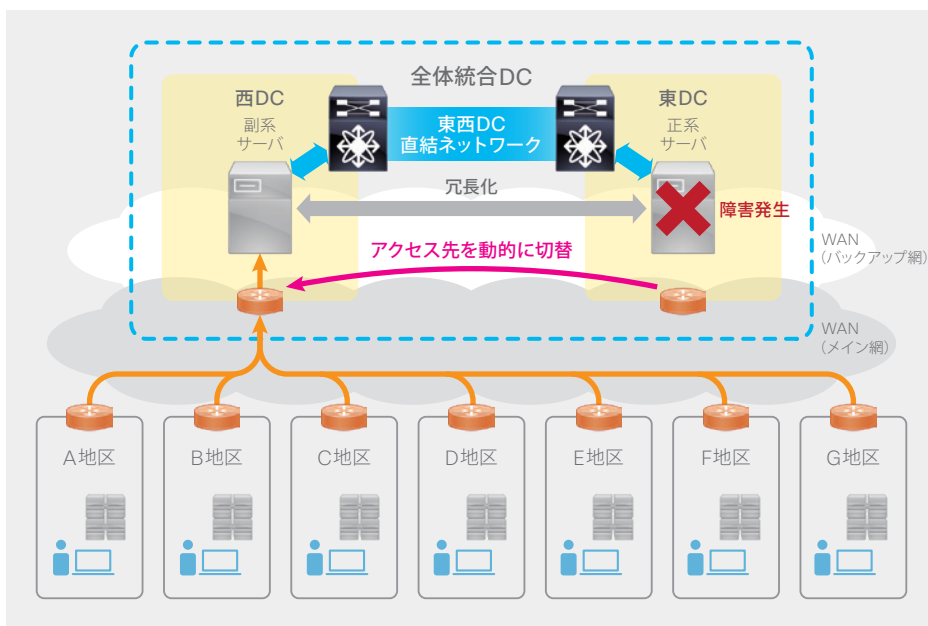 全体統合DC
西DC
副系
サーバ
東西DC
直結ネットワーク
東DC
正系
サーバ
冗長化
障害発生
アクセス先を動的に切替
WAN
(バックアップ網)
WAN
(メイン網)
A地区
B地区
C地区
D地区
E地区
F地区
G地区